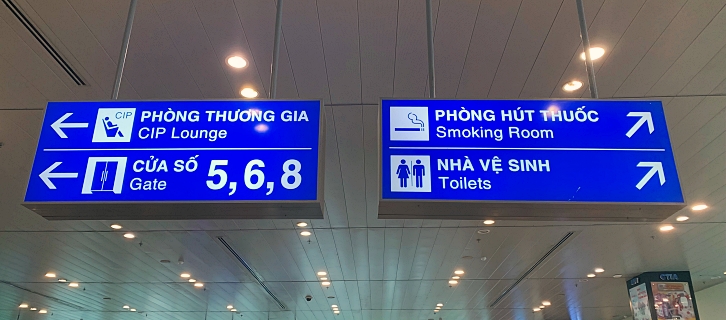 CIP
PHÒNG THƯƠNG GIA
CIP Lounge
CỬA SỐ
Gate
5, 6, 8
PHÒNG HÚT THUỐC
Smoking Room
NHÀ VỆ SINH
Toilets
CTIA